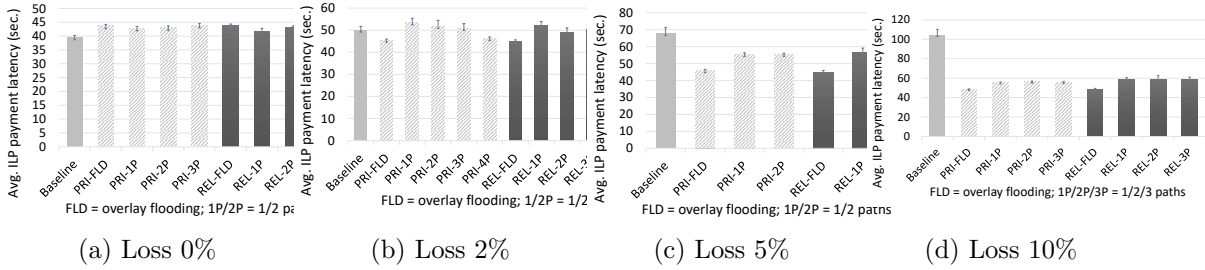 Avg. ILP payment latency (sec.)
50
45
40
35
30
25
20
15
10
5
0
Baseline
PRI-FLD
PRI-1P
PRI-2P
PRI-3P
REL-FLD
REL-1P
REL-2P
FLD = overlay flooding; 1P/2P = 1/2 pa
(a) Loss 0%
Avg. ILP payment latency (sec.)
60
50
40
30
20
10
0
Baseline
PRI-FLD
PRI-1P
PRI-2P
PRI-3P
PRI-4P
REL-FLD
REL-1P
REL-2P
FLD = overlay flooding; 1/2P = 1/2
(b) Loss 2%
Avg. ILP payment latency (sec.)
80
70
60
50
40
30
20
10
0
Baseline
PRI-FLD
PRI-1P
PRI-2P
REL-FLD
REL-1P
FLD = overlay flooding; 1P/2P = 1/2 paths
(c) Loss 5%
Avg. ILP payment latency (sec.)
120
100
80
60
40
20
0
Baseline
PRI-FLD
PRI-1P
PRI-2P
PRI-3P
REL-FLD
REL-1P
REL-2P
REL-3P
FLD = overlay flooding; 1P/2P/3P = 1/2/3 paths
(d) Loss 10%